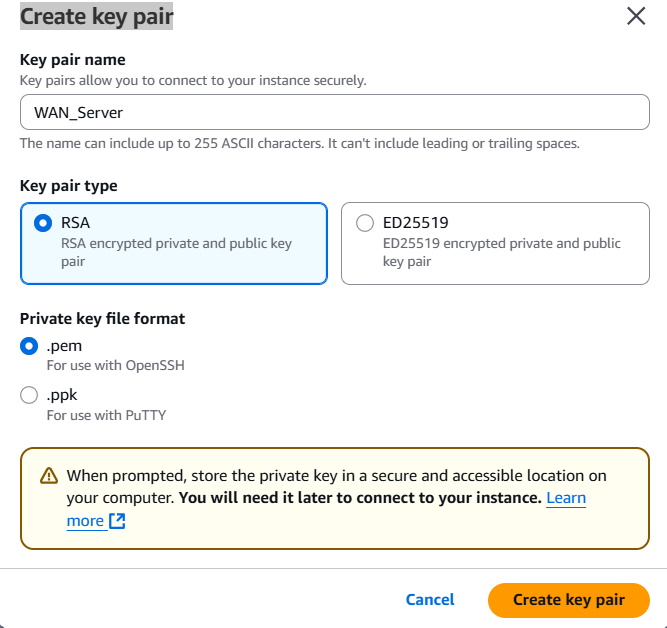 Create key pair
Key pair name
Key pairs allow you to connect to your instance securely.
WAN_Server
The name can include up to 255 ASCII characters. It can't include leading or trailing spaces.
Key pair type
RSA
RSA encrypted private and public key
pair
ED25519
ED25519 encrypted private and public
key pair
Private key file format
.pem
For use with OpenSSH
.ppk
For use with PuTTY
When prompted, store the private key in a secure and accessible location on
your computer. You will need it later to connect to your instance. Learn
more
Cancel
Create key pair